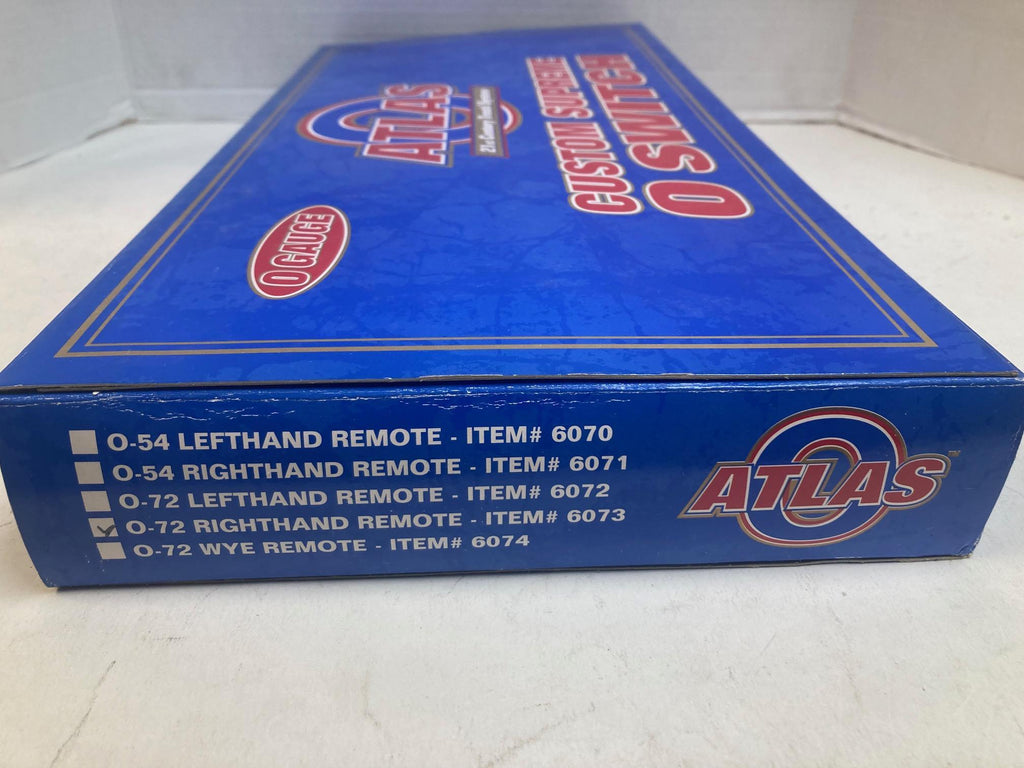 ATLAS
21st Century Track System
O GAUGE
CUSTOM SUPREME
O SWITCH
O-54 LEFTHAND REMOTE - ITEM# 6070
O-54 RIGHTHAND REMOTE - ITEM# 6071
O-72 LEFTHAND REMOTE - ITEM# 6072
O-72 RIGHTHAND REMOTE - ITEM# 6073
O-72 WYE REMOTE - ITEM# 6074
ATLAS™